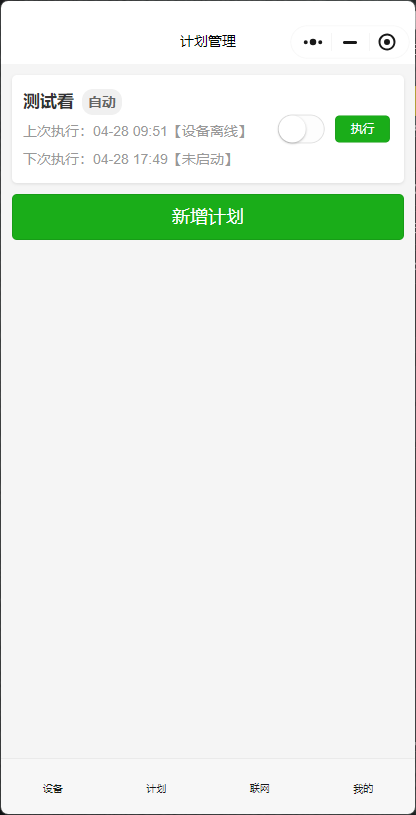 计划管理
测试看 自动
上次执行：04-28 09:51【设备离线】
执行
下次执行：04-28 17:49【未启动】
新增计划
设备 计划 联网 我的